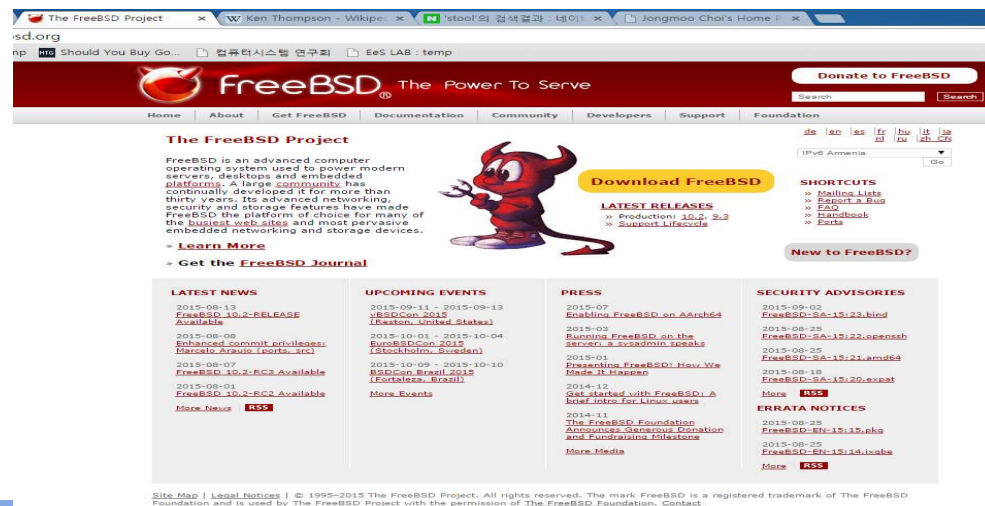 The FreeBSD Project
Ken Thompson - Wikipe
'stool'의 검색결과 : 네이
Jongmoo Choi's Home P
sd.org
mp HTG Should You Buy Go... 컴퓨터시스템 연구회 EeS LAB : temp
FreeBSD® The Power To Serve
Donate to FreeBSD
Search Search
Home About Get FreeBSD Documentation Community Developers Support Foundation
The FreeBSD Project
FreeBSD is an advanced computer
operating system used to power modern
servers, desktops and embedded
platforms. A large community has
continually developed it for more than
thirty years. Its advanced networking,
security and storage features have made
FreeBSD the platform of choice for many of
the busiest web sites and most pervasive
embedded networking and storage devices.
» Learn More
» Get the FreeBSD Journal
Download FreeBSD
LATEST RELEASES
» Production: 10.2, 9.3
» Support Lifecycle
de en es fr hu it ja
nl ru zh_CN
IPv6 Armenia
Go
SHORTCUTS
» Mailing Lists
» Report a Bug
» FAQ
» Handbook
» Ports
New to FreeBSD?
LATEST NEWS
2015-08-13
FreeBSD 10.2-RELEASE
Available
2015-08-08
Enhanced commit privileges:
Marcelo Araujo (ports, src)
2015-08-07
FreeBSD 10.2-RC3 Available
2015-08-01
FreeBSD 10.2-RC2 Available
More News RSS
UPCOMING EVENTS
2015-09-11 - 2015-09-13
vBSDCon 2015
(Reston, United States)
2015-10-01 - 2015-10-04
EuroBSDCon 2015
(Stockholm, Sweden)
2015-10-09 - 2015-10-10
BSDCon Brazil 2015
(Fortaleza, Brazil)
More Events
PRESS
2015-07
Enabling FreeBSD on AArch64
2015-03
Running FreeBSD on the
server: a sysadmin speaks
2015-01
Presenting FreeBSD! How We
Made It Happen
2014-12
Get started with FreeBSD: A
brief intro for Linux users
2014-11
The FreeBSD Foundation
Announces Generous Donation
and Fundraising Milestone
More Media
SECURITY ADVISORIES
2015-09-02
FreeBSD-SA-15:23.bind
2015-08-25
FreeBSD-SA-15:22.openssh
2015-08-25
FreeBSD-SA-15:21.amd64
2015-08-18
FreeBSD-SA-15:20.expat
More RSS
ERRATA NOTICES
2015-08-25
FreeBSD-EN-15:15.pkg
2015-08-25
FreeBSD-EN-15:14.ixgbe
More RSS
Site Map | Legal Notices | © 1995–2015 The FreeBSD Project. All rights reserved. The mark FreeBSD is a registered trademark of The FreeBSD
Foundation and is used by The FreeBSD Project with the permission of The FreeBSD Foundation. Contact